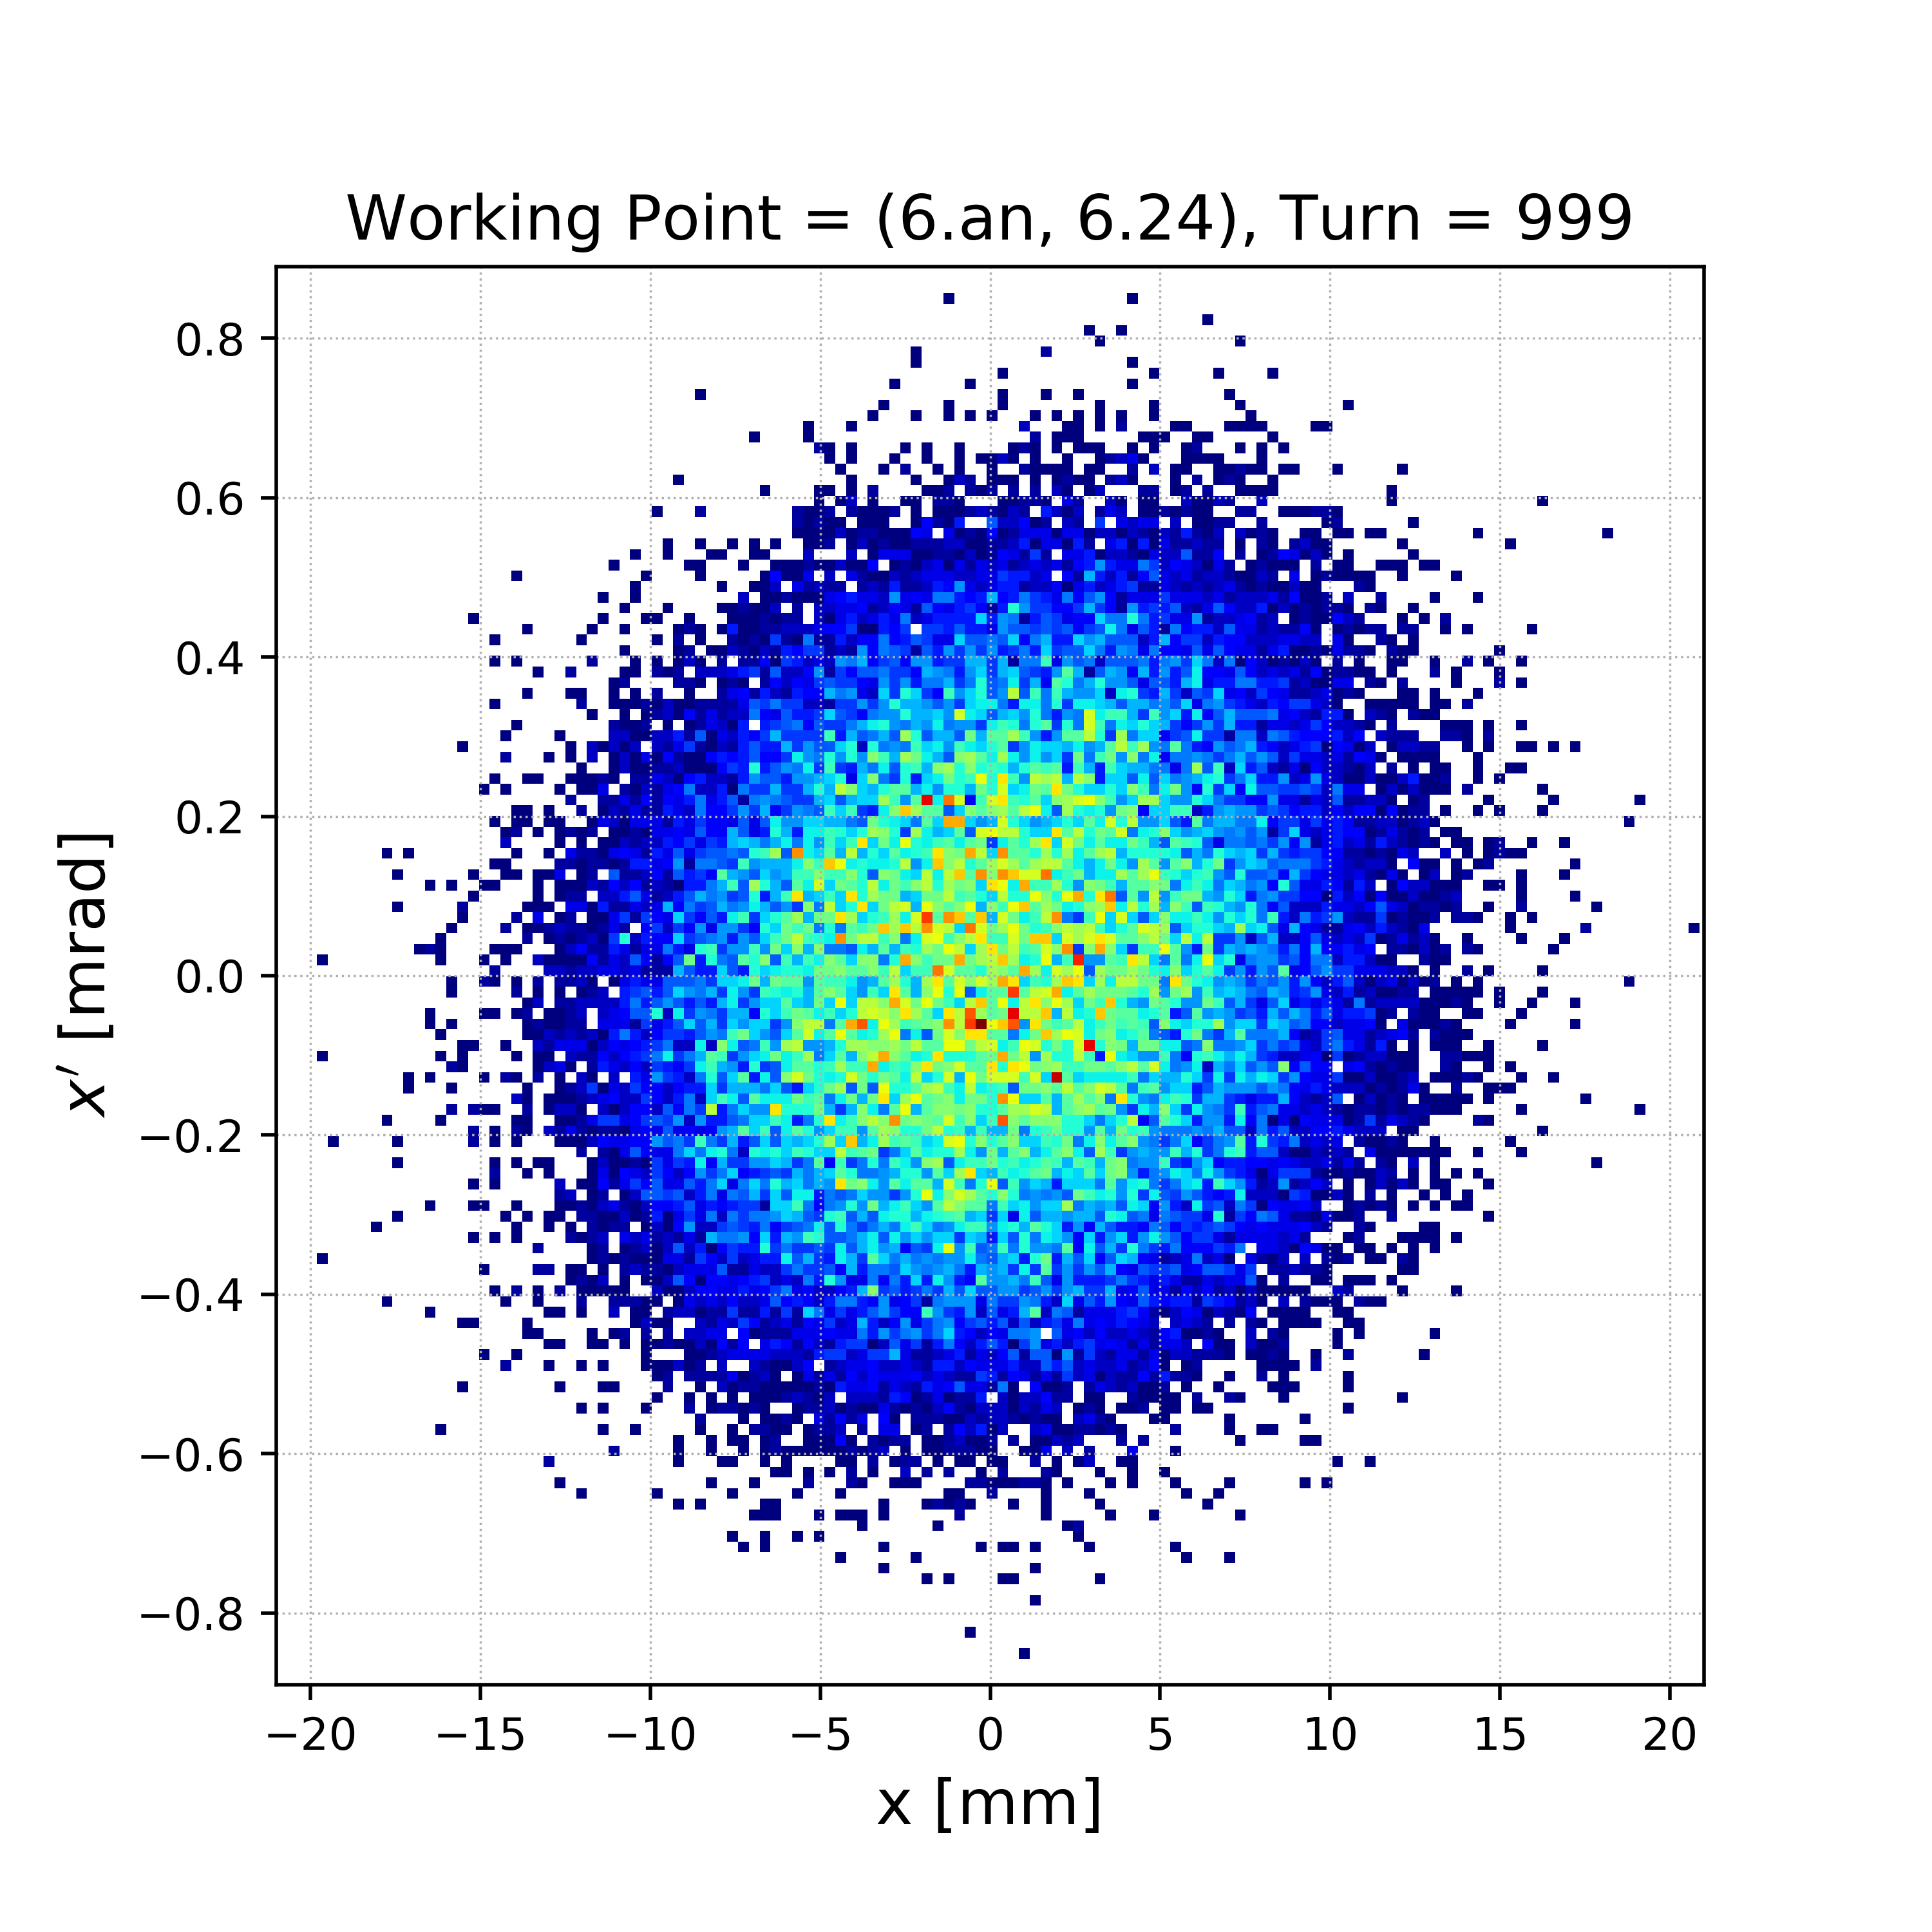 Working Point = (6.an, 6.24), Turn = 999
0.8
0.6
0.4
0.2
0.0
−0.2
−0.4
−0.6
−0.8
x′ [mrad]
−20 −15 −10 −5 0 5 10 15 20
x [mm]